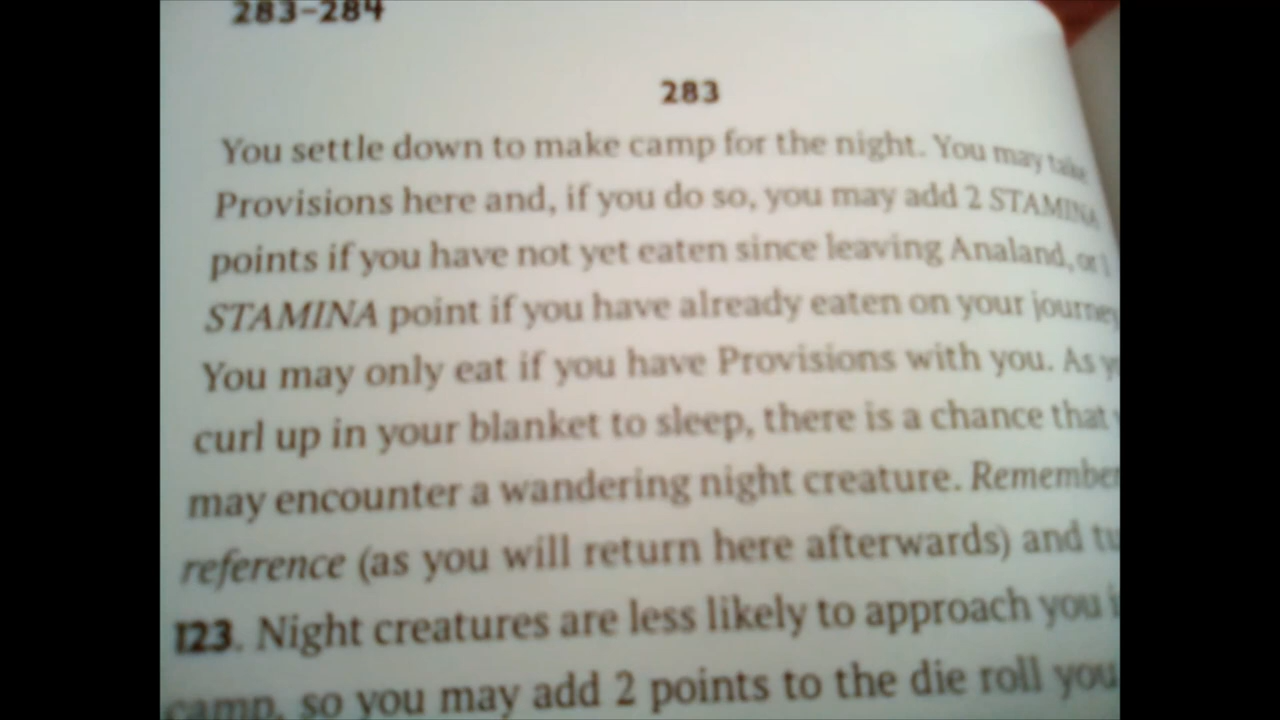 283-284
283
You settle down to make camp for the night. You may take
Provisions here and, if you do so, you may add 2 STAMINA
points if you have not yet eaten since leaving Analand, or 1
STAMINA point if you have already eaten on your journey
You may only eat if you have Provisions with you. As
curl up in your blanket to sleep, there is a chance that
may encounter a wandering night creature. Remember
reference (as you will return here afterwards) and
123. Night creatures are less likely to approach you
camp, so you may add 2 points to the die roll you